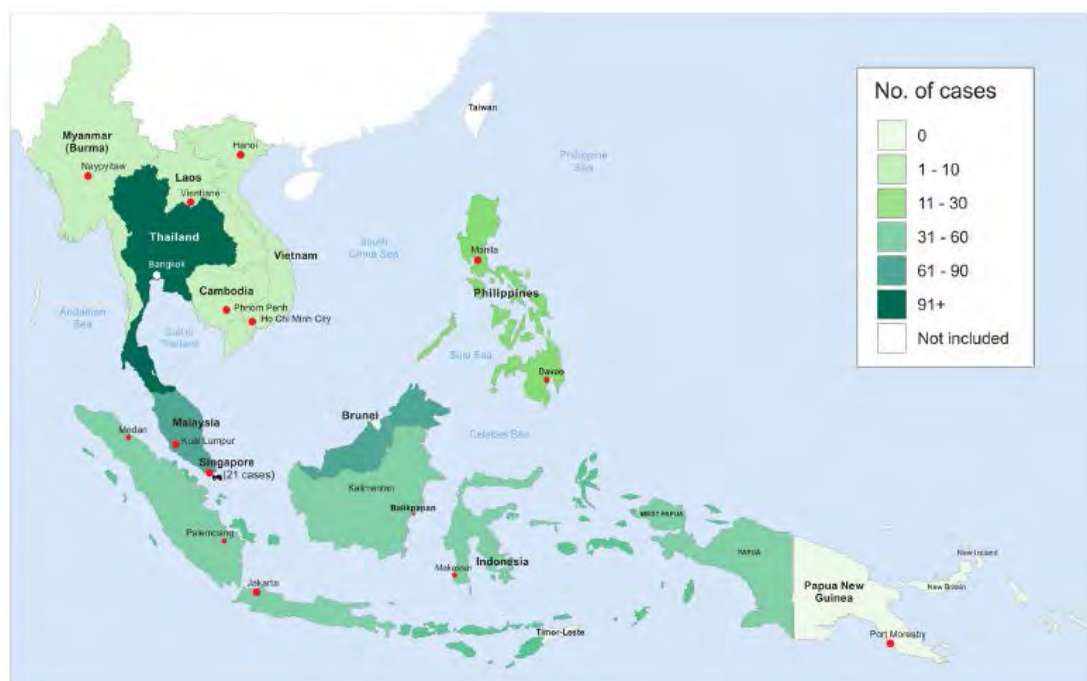 No. of cases
0
1 - 10
11 - 30
31 - 60
61 - 90
91+
Not included
Taiwan
Philippine
Sea
Myanmar
(Burma)
Naypyitaw
Hanoi
Laos
Vientiane
Thailand
Bangkok
Vietnam
Cambodia
Phnom Penh
Ho Chi Minh City
South
China Sea
Andaman
Sea
Gulf of
Thailand
Manila
Philippines
Sulu Sea
Davao
Celebes Sea
Brunei
Malaysia
Kual Lumpur
Medan
Singapore
(21 cases)
Kalimantan
Balikpapan
Palembang
Jakarta
Makassar
Indonesia
WEST PAPUA
PAPUA
Papua New
Guinea
New Ireland
New Britain
Port Moresby
Timor-Leste